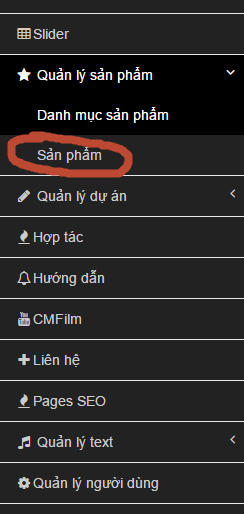 Slider
Quản lý sản phẩm
Danh mục sản phẩm
Sản phẩm
Quản lý dự án
Hợp tác
Hướng dẫn
CMFilm
Liên hệ
Pages SEO
Quản lý text
Quản lý người dùng